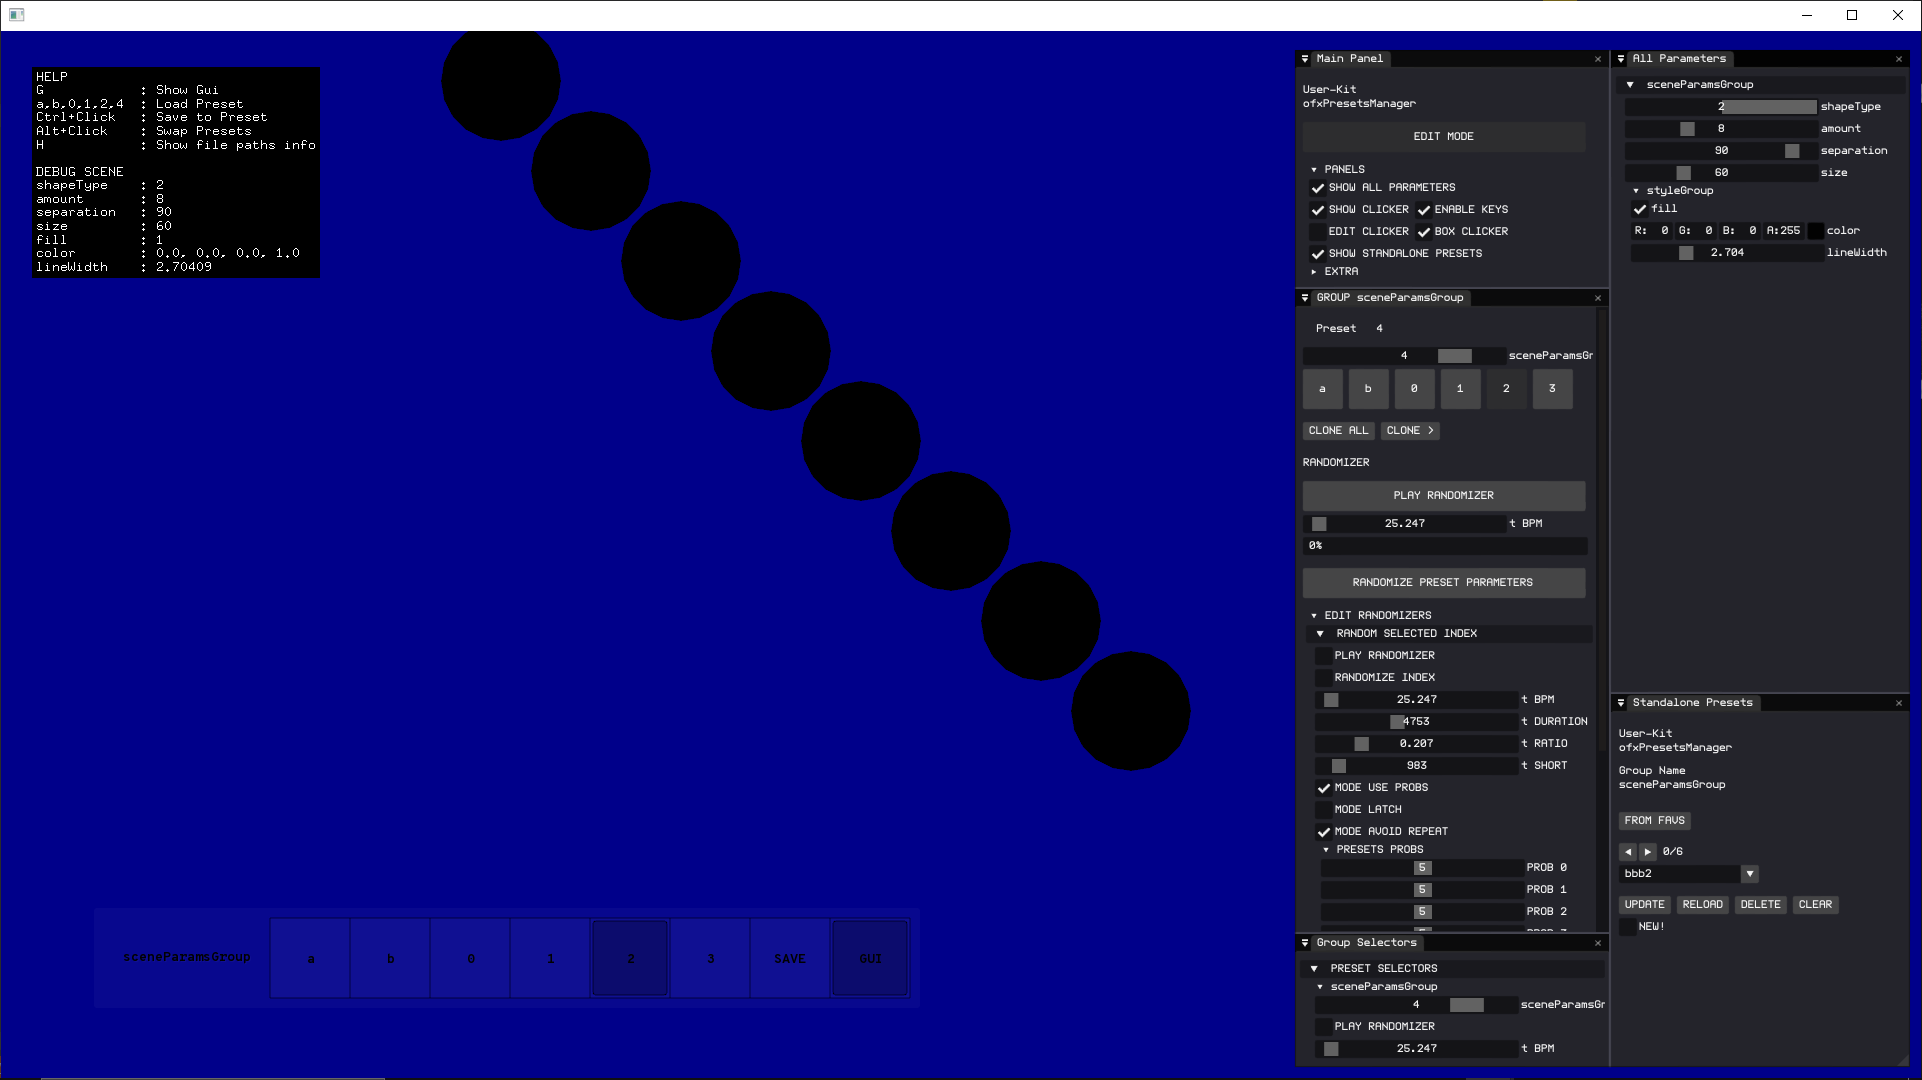 HELP
G : Show Gui
a,b,0,1,2,4 : Load Preset
Ctrl+Click : Save to Preset
Alt+Click : Swap Presets
H : Show file paths info
DEBUG SCENE
shapeType : 2
amount : 8
separation : 90
size : 60
fill : 1
color : 0.0, 0.0, 0.0, 1.0
lineWidth : 2.70409
sceneParamsGroup a b 0 1 2 3 SAVE GUI
Main Panel
User-Kit
ofxPresetsManager
EDIT MODE
PANELS
SHOW ALL PARAMETERS
SHOW CLICKER ENABLE KEYS
EDIT CLICKER BOX CLICKER
SHOW STANDALONE PRESETS
EXTRA
GROUP sceneParamsGroup
Preset 4
4 sceneParamsGr
a b 0 1 2 3
CLONE ALL CLONE >
RANDOMIZER
PLAY RANDOMIZER
25.247 t BPM
0%
RANDOMIZE PRESET PARAMETERS
EDIT RANDOMIZERS
RANDOM SELECTED INDEX
PLAY RANDOMIZER
RANDOMIZE INDEX
25.247 t BPM
4753 t DURATION
0.207 t RATIO
983 t SHORT
MODE USE PROBS
MODE LATCH
MODE AVOID REPEAT
PRESETS PROBS
5 PROB 0
5 PROB 1
5 PROB 2
Group Selectors
PRESET SELECTORS
sceneParamsGroup
4 sceneParamsGr
PLAY RANDOMIZER
25.247 t BPM
All Parameters
sceneParamsGroup
2 shapeType
8 amount
90 separation
60 size
styleGroup
fill
R: 0 G: 0 B: 0 A:255 color
2.704 lineWidth
Standalone Presets
User-Kit
ofxPresetsManager
Group Name
sceneParamsGroup
FROM FAVS
0/6
bbb2
UPDATE RELOAD DELETE CLEAR
NEW!